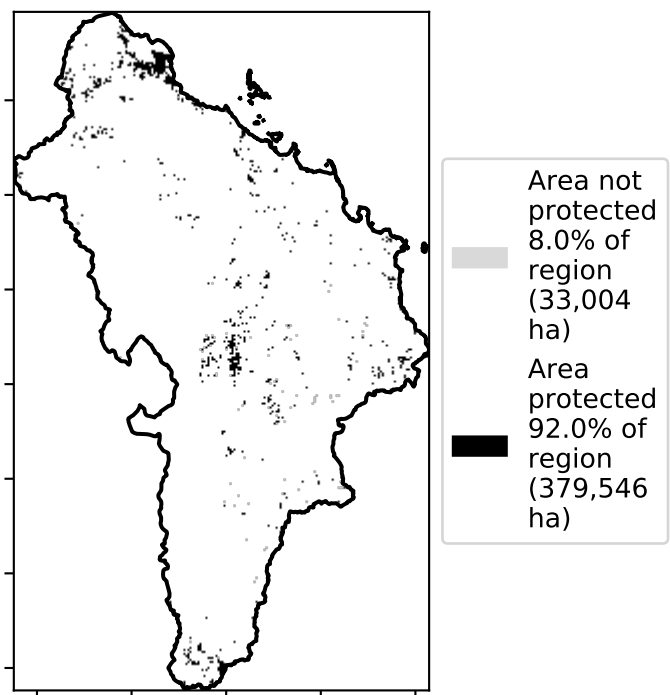 Area not
protected
8.0% of
region
(33,004
ha)
Area
protected
92.0% of
region
(379,546
ha)